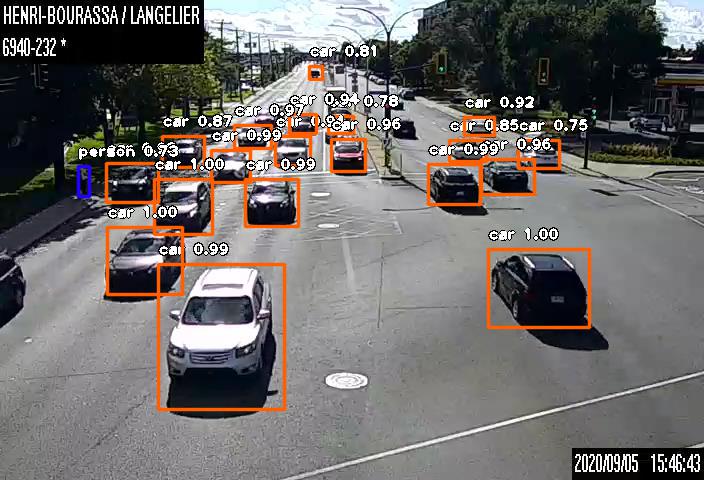 HENRI-BOURASSA / LANGELIER
6940-232 *
car 0.81
car 0.94
0.78
car 0.97
car 0.92
car 0.87
car 0.96
car 0.99
0.85
car 0.75
person 0.73
car 1.00
car 0.99
car 0.99
0.96
car 1.00
car 0.99
car 1.00
2020/09/05 15:46:43